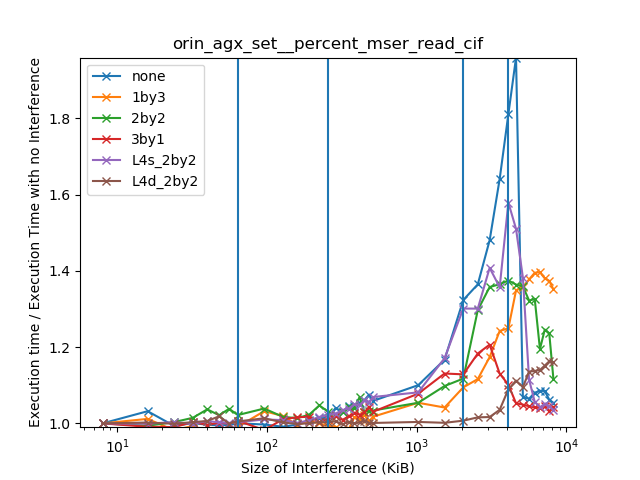 orin_agx_set__percent_mser_read_cif
Execution time / Execution Time with no Interference
1.8
1.6
1.4
1.2
1.0
none
1by3
2by2
3by1
L4s_2by2
L4d_2by2
10¹ 10² 10³ 10⁴
Size of Interference (KiB)